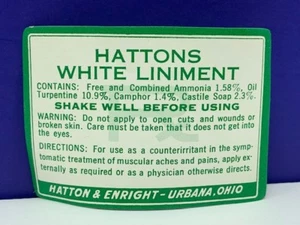 HATTONS
WHITE LINIMENT
CONTAINS: Free and Combined Ammonia 1.58%, Oil
Turpentine 10.9%, Camphor 1.4%, Castile Soap 2.3%.
SHAKE WELL BEFORE USING
WARNING: Do not apply to open cuts and wounds or
broken skin. Care must be taken that it does not get into
the eyes.
DIRECTIONS: For use as a counterirritant in the symp-
tomatic treatment of muscular aches and pains, apply ex-
ternally as required or as a physician otherwise directs.
HATTON & ENRIGHT - URBANA, OHIO